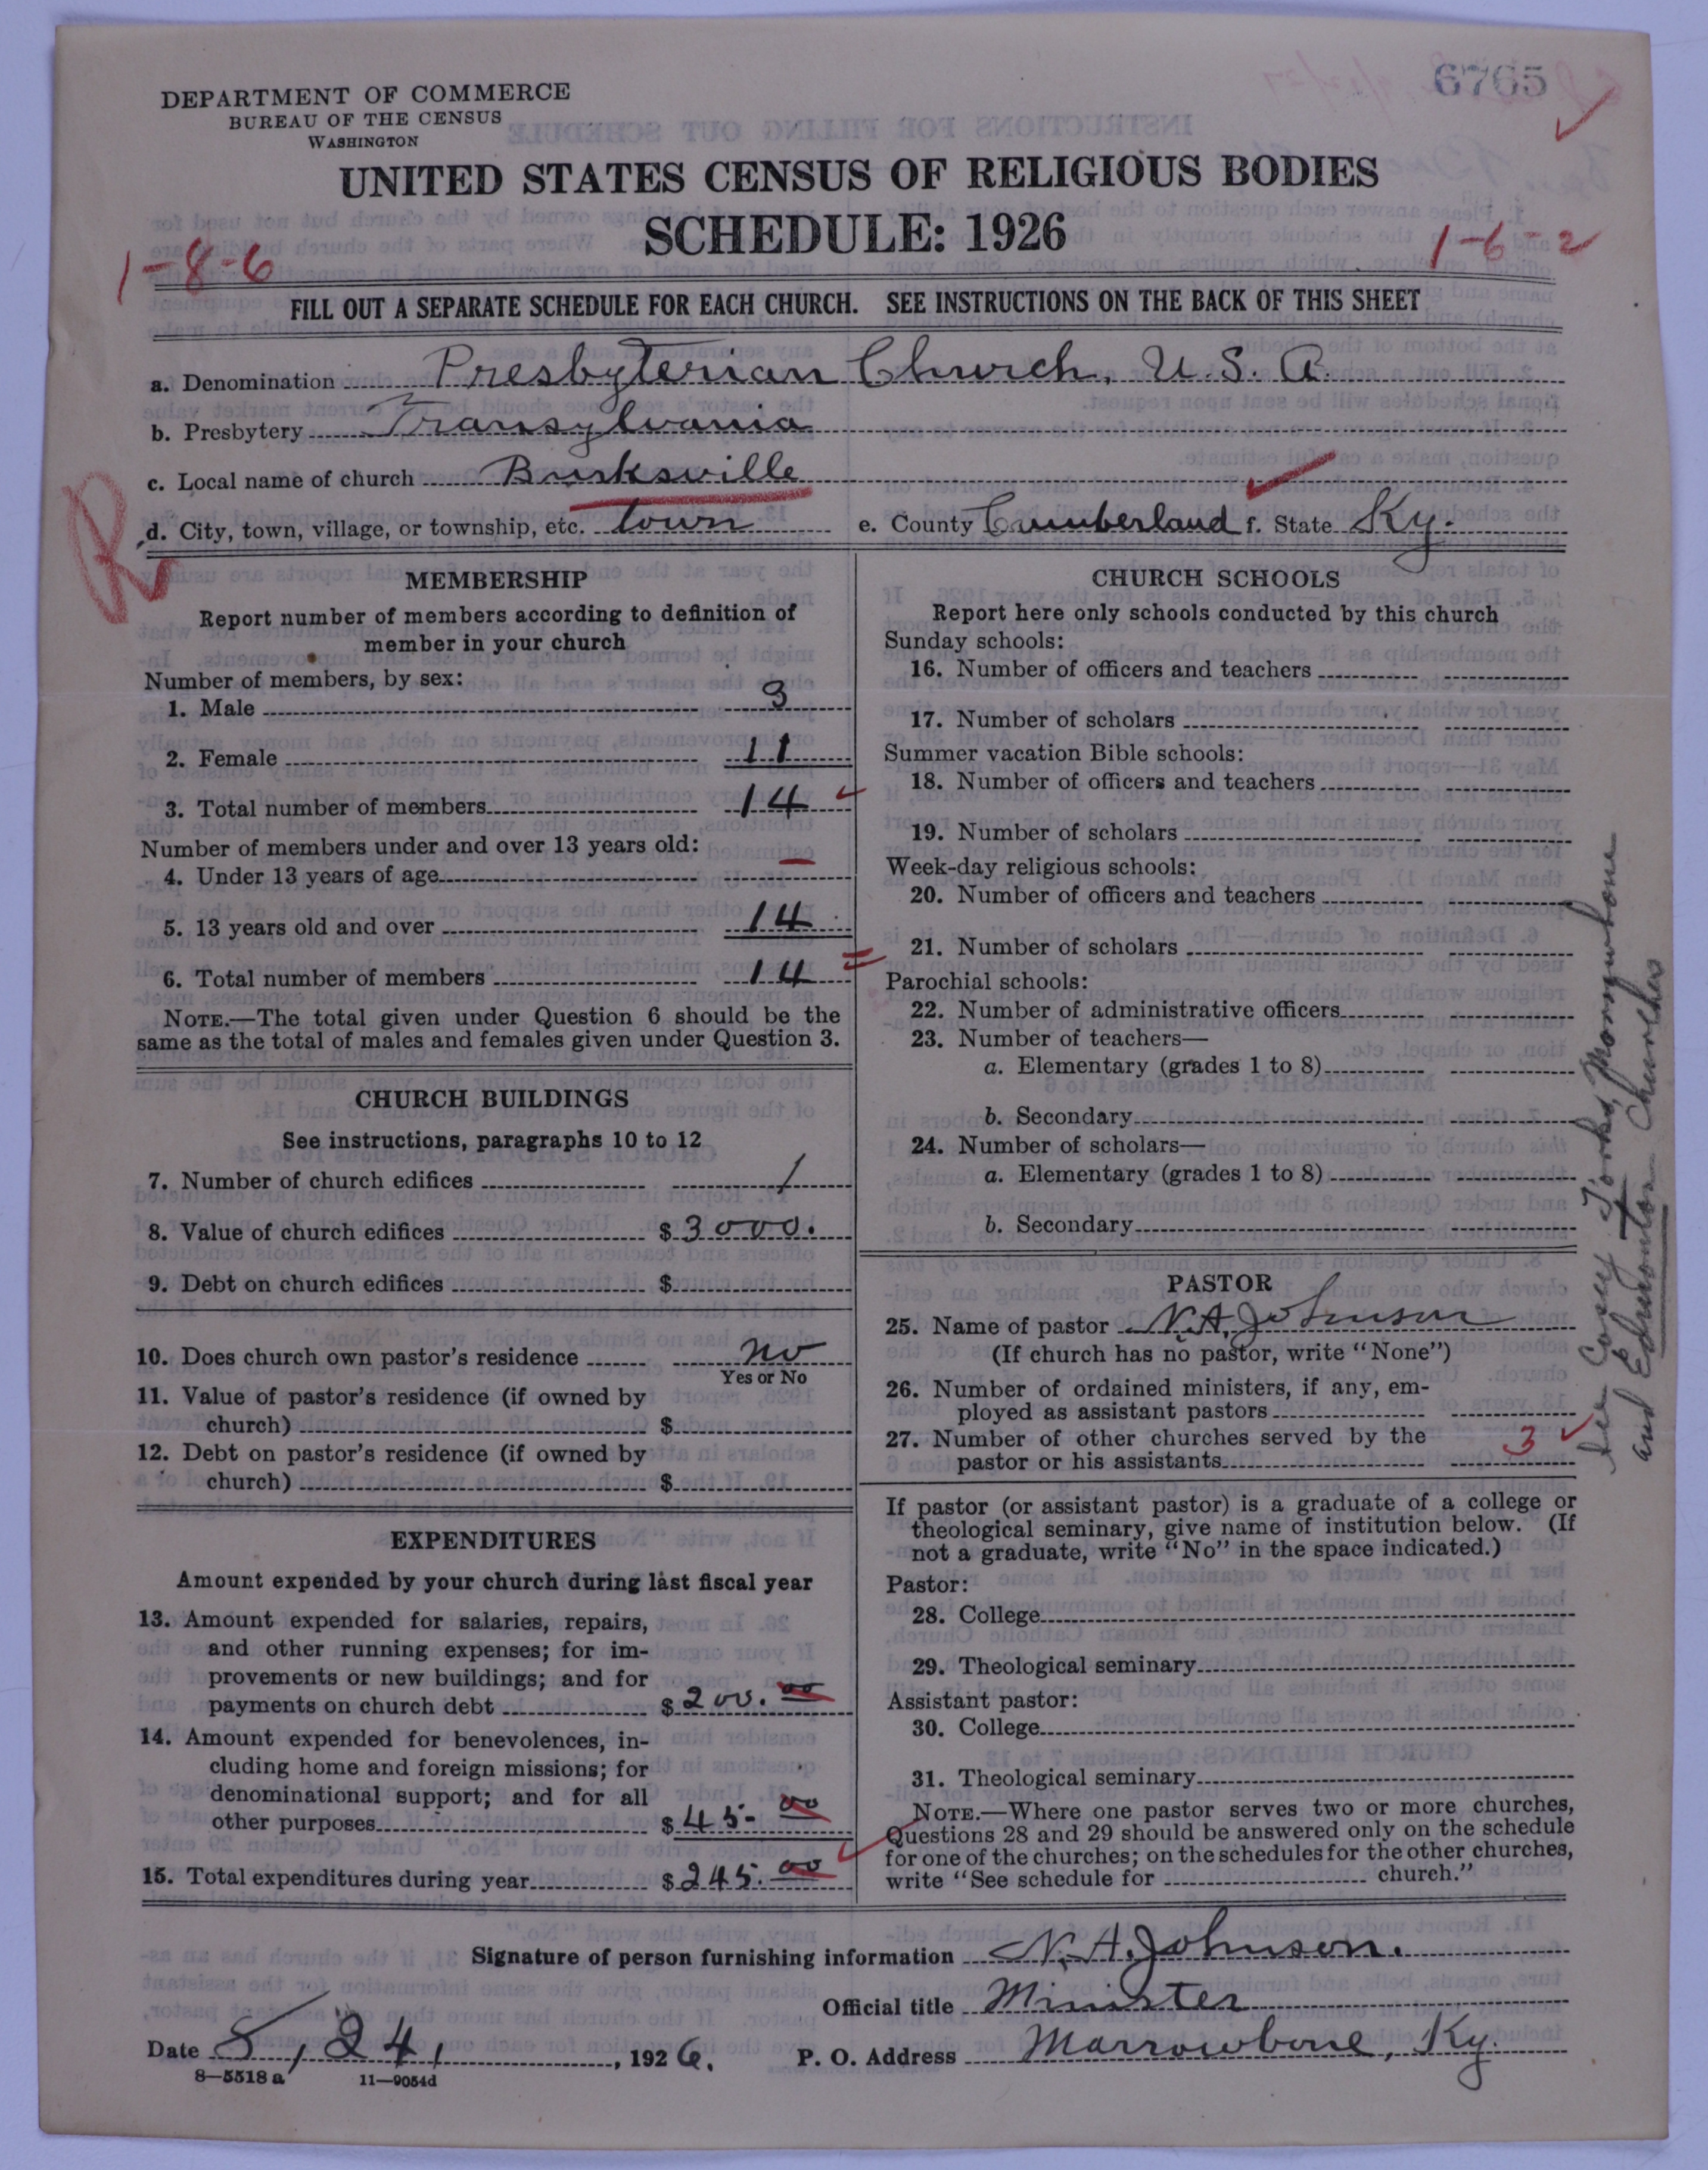 6765
DEPARTMENT OF COMMERCE
BUREAU OF THE CENSUS
WASHINGTON
UNITED STATES CENSUS OF RELIGIOUS BODIES
SCHEDULE: 1926
1-8-6
1-6-2
FILL OUT A SEPARATE SCHEDULE FOR EACH CHURCH. SEE INSTRUCTIONS ON THE BACK OF THIS SHEET
a. Denomination Presbyterian Church, U. S. A.
b. Presbytery Transylvania
c. Local name of church Burksville
d. City, town, village, or township, etc. town e. County Cumberland f. State Ky.
R
MEMBERSHIP
Report number of members according to definition of
member in your church
Number of members, by sex:
1. Male 3
2. Female 11
3. Total number of members 14
Number of members under and over 13 years old:
4. Under 13 years of age —
5. 13 years old and over 14
6. Total number of members 14
NOTE.—The total given under Question 6 should be the
same as the total of males and females given under Question 3.
CHURCH BUILDINGS
See instructions, paragraphs 10 to 12
7. Number of church edifices 1
8. Value of church edifices $ 3000.
9. Debt on church edifices $
10. Does church own pastor's residence no
Yes or No
11. Value of pastor's residence (if owned by
church) $
12. Debt on pastor's residence (if owned by
church) $
EXPENDITURES
Amount expended by your church during last fiscal year
13. Amount expended for salaries, repairs,
and other running expenses; for im-
provements or new buildings; and for
payments on church debt $ 200.00
14. Amount expended for benevolences, in-
cluding home and foreign missions; for
denominational support; and for all
other purposes $ 45-00
15. Total expenditures during year $ 245.00
CHURCH SCHOOLS
Report here only schools conducted by this church
Sunday schools:
16. Number of officers and teachers
17. Number of scholars
Summer vacation Bible schools:
18. Number of officers and teachers
19. Number of scholars
Week-day religious schools:
20. Number of officers and teachers
21. Number of scholars
Parochial schools:
22. Number of administrative officers
23. Number of teachers—
a. Elementary (grades 1 to 8)
b. Secondary
24. Number of scholars—
a. Elementary (grades 1 to 8)
b. Secondary
PASTOR
25. Name of pastor N. A. Johnson
(If church has no pastor, write "None")
26. Number of ordained ministers, if any, em-
ployed as assistant pastors
27. Number of other churches served by the
pastor or his assistants 3
If pastor (or assistant pastor) is a graduate of a college or
theological seminary, give name of institution below. (If
not a graduate, write "No" in the space indicated.)
Pastor:
28. College
29. Theological seminary
Assistant pastor:
30. College
31. Theological seminary
NOTE.—Where one pastor serves two or more churches,
Questions 28 and 29 should be answered only on the schedule
for one of the churches; on the schedules for the other churches,
write "See schedule for church."
See Casey Forks, Marrowbone
and Edmonton Churches
Signature of person furnishing information N. A. Johnson.
Official title Minister
Date 8, 24, , 1926. P. O. Address Marrowbone, Ky.
8—5518 a 11—9054d